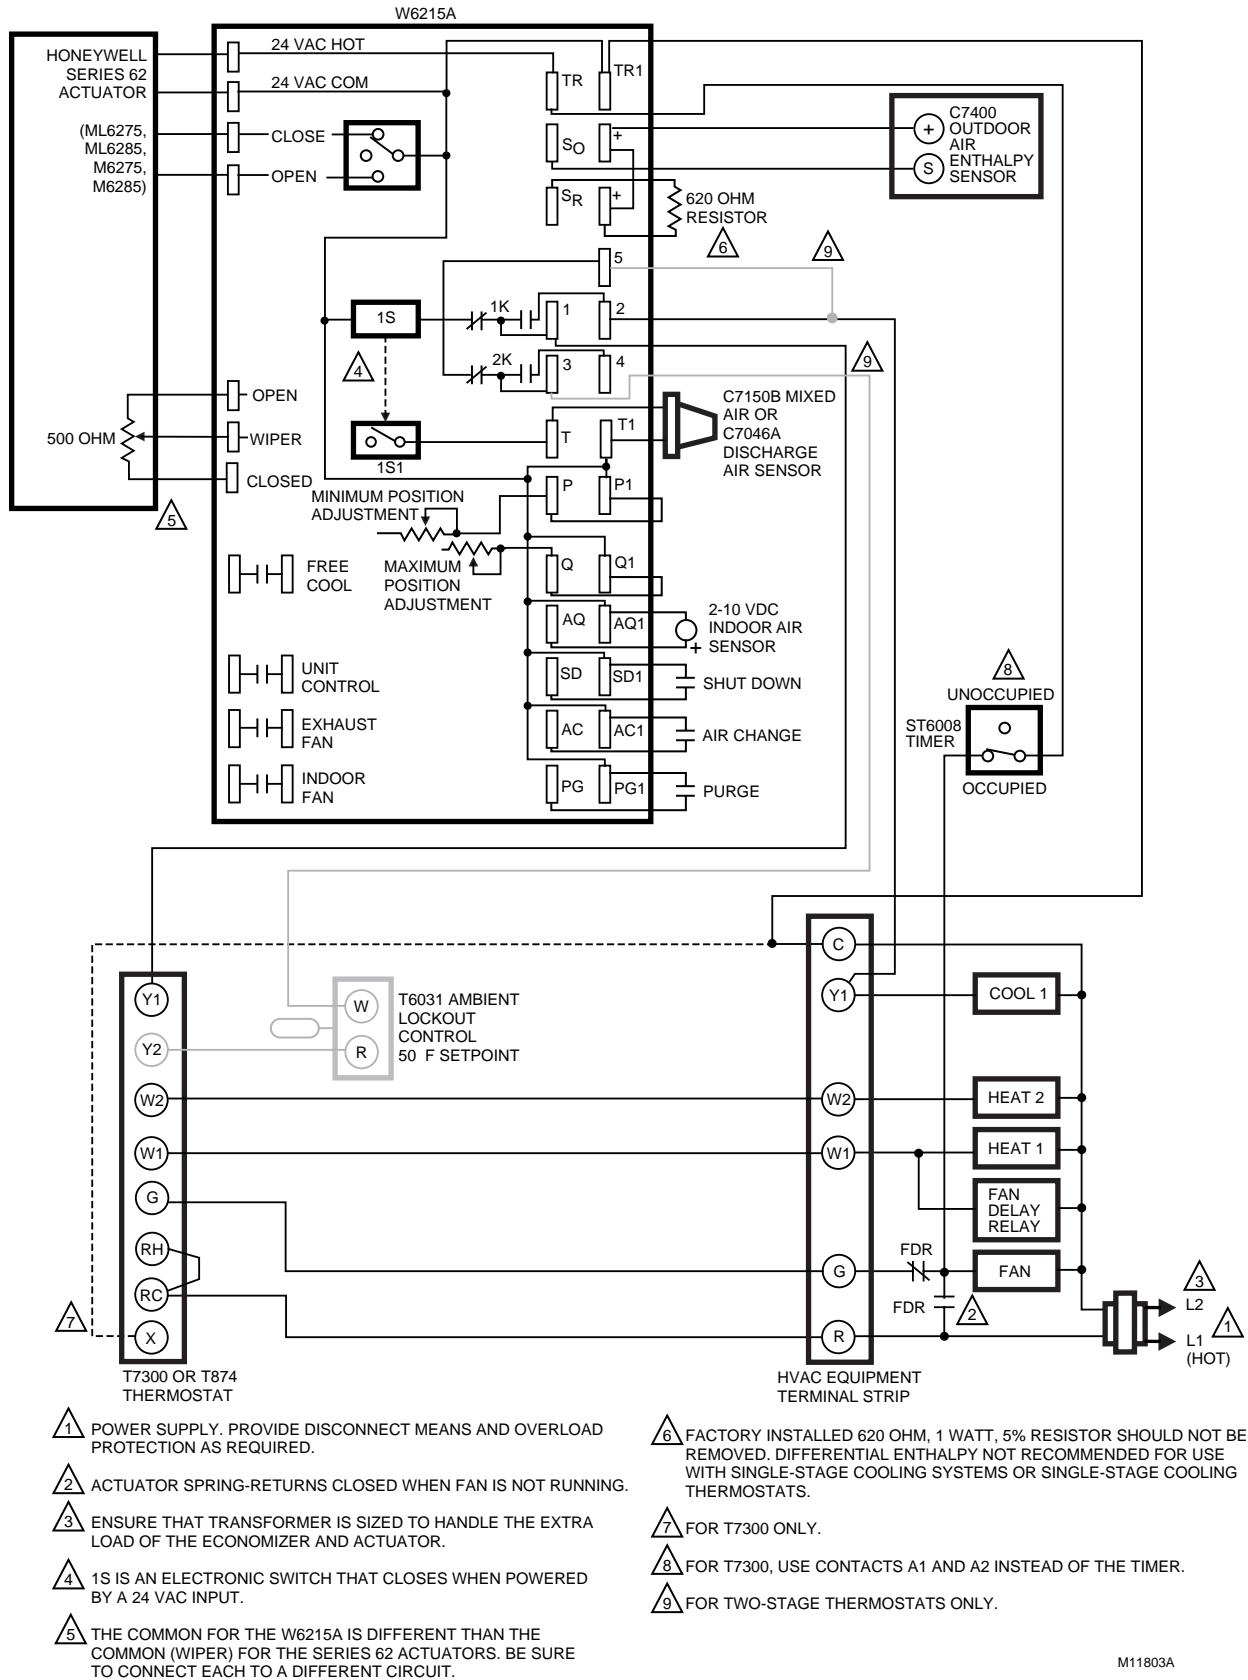 W6215A
HONEYWELL
SERIES 62
ACTUATOR
(ML6275,
ML6285,
M6275,
M6285)
24 VAC HOT
24 VAC COM
CLOSE
OPEN
TR
TR1
SO
+
SR
+
C7400
OUTDOOR
AIR
ENTHALPY
SENSOR
+
S
620 OHM
RESISTOR
6
9
5
1S
4
1K
1
2
2K
3
4
9
1S1
OPEN
500 OHM
WIPER
CLOSED
5
T
T1
C7150B MIXED
AIR OR
C7046A
DISCHARGE
AIR SENSOR
MINIMUM POSITION
ADJUSTMENT
P
P1
MAXIMUM
POSITION
ADJUSTMENT
Q
Q1
FREE
COOL
AQ
AQ1
2-10 VDC
INDOOR AIR
SENSOR
+
UNIT
CONTROL
SD
SD1
SHUT DOWN
EXHAUST
FAN
AC
AC1
AIR CHANGE
INDOOR
FAN
PG
PG1
PURGE
8
UNOCCUPIED
ST6008
TIMER
OCCUPIED
Y1
Y2
W2
W1
G
RH
RC
X
7
T7300 OR T874
THERMOSTAT
W
R
T6031 AMBIENT
LOCKOUT
CONTROL
50 F SETPOINT
C
Y1
W2
W1
G
R
HVAC EQUIPMENT
TERMINAL STRIP
COOL 1
HEAT 2
HEAT 1
FAN
DELAY
RELAY
FDR
FAN
FDR
2
3
L2
1
L1
(HOT)
1 POWER SUPPLY. PROVIDE DISCONNECT MEANS AND OVERLOAD
PROTECTION AS REQUIRED.
2 ACTUATOR SPRING-RETURNS CLOSED WHEN FAN IS NOT RUNNING.
3 ENSURE THAT TRANSFORMER IS SIZED TO HANDLE THE EXTRA
LOAD OF THE ECONOMIZER AND ACTUATOR.
4 1S IS AN ELECTRONIC SWITCH THAT CLOSES WHEN POWERED
BY A 24 VAC INPUT.
5 THE COMMON FOR THE W6215A IS DIFFERENT THAN THE
COMMON (WIPER) FOR THE SERIES 62 ACTUATORS. BE SURE
TO CONNECT EACH TO A DIFFERENT CIRCUIT.
6 FACTORY INSTALLED 620 OHM, 1 WATT, 5% RESISTOR SHOULD NOT BE
REMOVED. DIFFERENTIAL ENTHALPY NOT RECOMMENDED FOR USE
WITH SINGLE-STAGE COOLING SYSTEMS OR SINGLE-STAGE COOLING
THERMOSTATS.
7 FOR T7300 ONLY.
8 FOR T7300, USE CONTACTS A1 AND A2 INSTEAD OF THE TIMER.
9 FOR TWO-STAGE THERMOSTATS ONLY.
M11803A